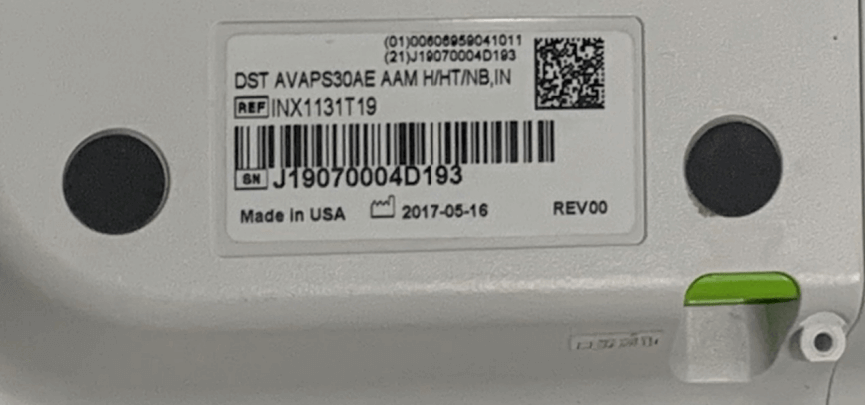 (01)00606959041011
(21)J19070004D193
DST AVAPS30AE AAM H/HT/NB,IN
REF INX1131T19
SN J19070004D193
Made in USA 2017-05-16 REV00